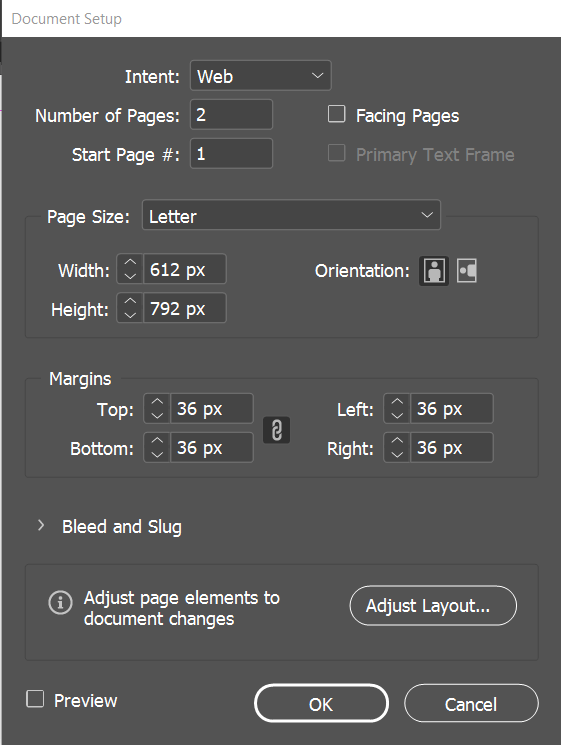 Document Setup
Intent: Web
Number of Pages: 2 Facing Pages
Start Page #: 1 Primary Text Frame
Page Size: Letter
Width: 612 px Orientation:
Height: 792 px
Margins
Top: 36 px Left: 36 px
Bottom: 36 px Right: 36 px
Bleed and Slug
Adjust page elements to
document changes
Adjust Layout...
Preview OK Cancel